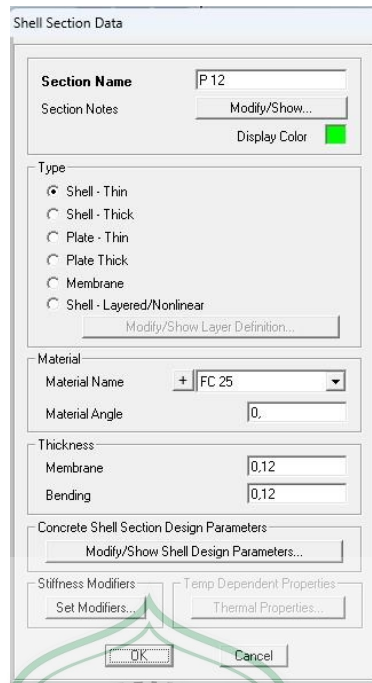 Shell Section Data
Section Name P 12
Section Notes Modify/Show...
Display Color
Type
Shell - Thin
Shell - Thick
Plate - Thin
Plate Thick
Membrane
Shell - Layered/Nonlinear
Modify/Show Layer Definition...
Material
Material Name + FC 25
Material Angle 0,
Thickness
Membrane 0,12
Bending 0,12
Concrete Shell Section Design Parameters
Modify/Show Shell Design Parameters...
Stiffness Modifiers Temp Dependent Properties
Set Modifiers... Thermal Properties...
OK Cancel